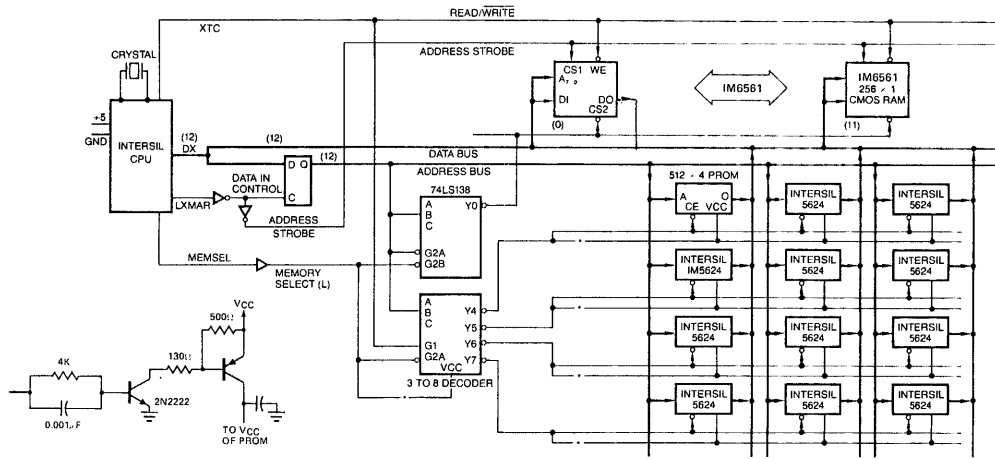 READ/WRITE
XTC
ADDRESS STROBE
CRYSTAL
+5
GND
INTERSIL
CPU
(12)
DX
(12)
DATA IN
CONTROL
LXMAR
D Q
C
(12)
ADDRESS
STROBE
MEMSEL
MEMORY
SELECT (L)
CS1 WE
A7-0
DI DO
CS2
(0)
IM6561
IM6561
256 × 1
CMOS RAM
(11)
DATA BUS
ADDRESS BUS
74LS138
A
B
C
Y0
G2A
G2B
A
B
C
G1
G2A
VCC
Y4
Y5
Y6
Y7
3 TO 8 DECODER
512 · 4 PROM
A O
CE VCC
INTERSIL
5624
INTERSIL
5624
INTERSIL
IM5624
INTERSIL
5624
INTERSIL
5624
INTERSIL
5624
INTERSIL
5624
INTERSIL
5624
INTERSIL
5624
INTERSIL
5624
INTERSIL
5624
4K
0.001μF
2N2222
130Ω
500Ω
VCC
TO VCC
OF PROM